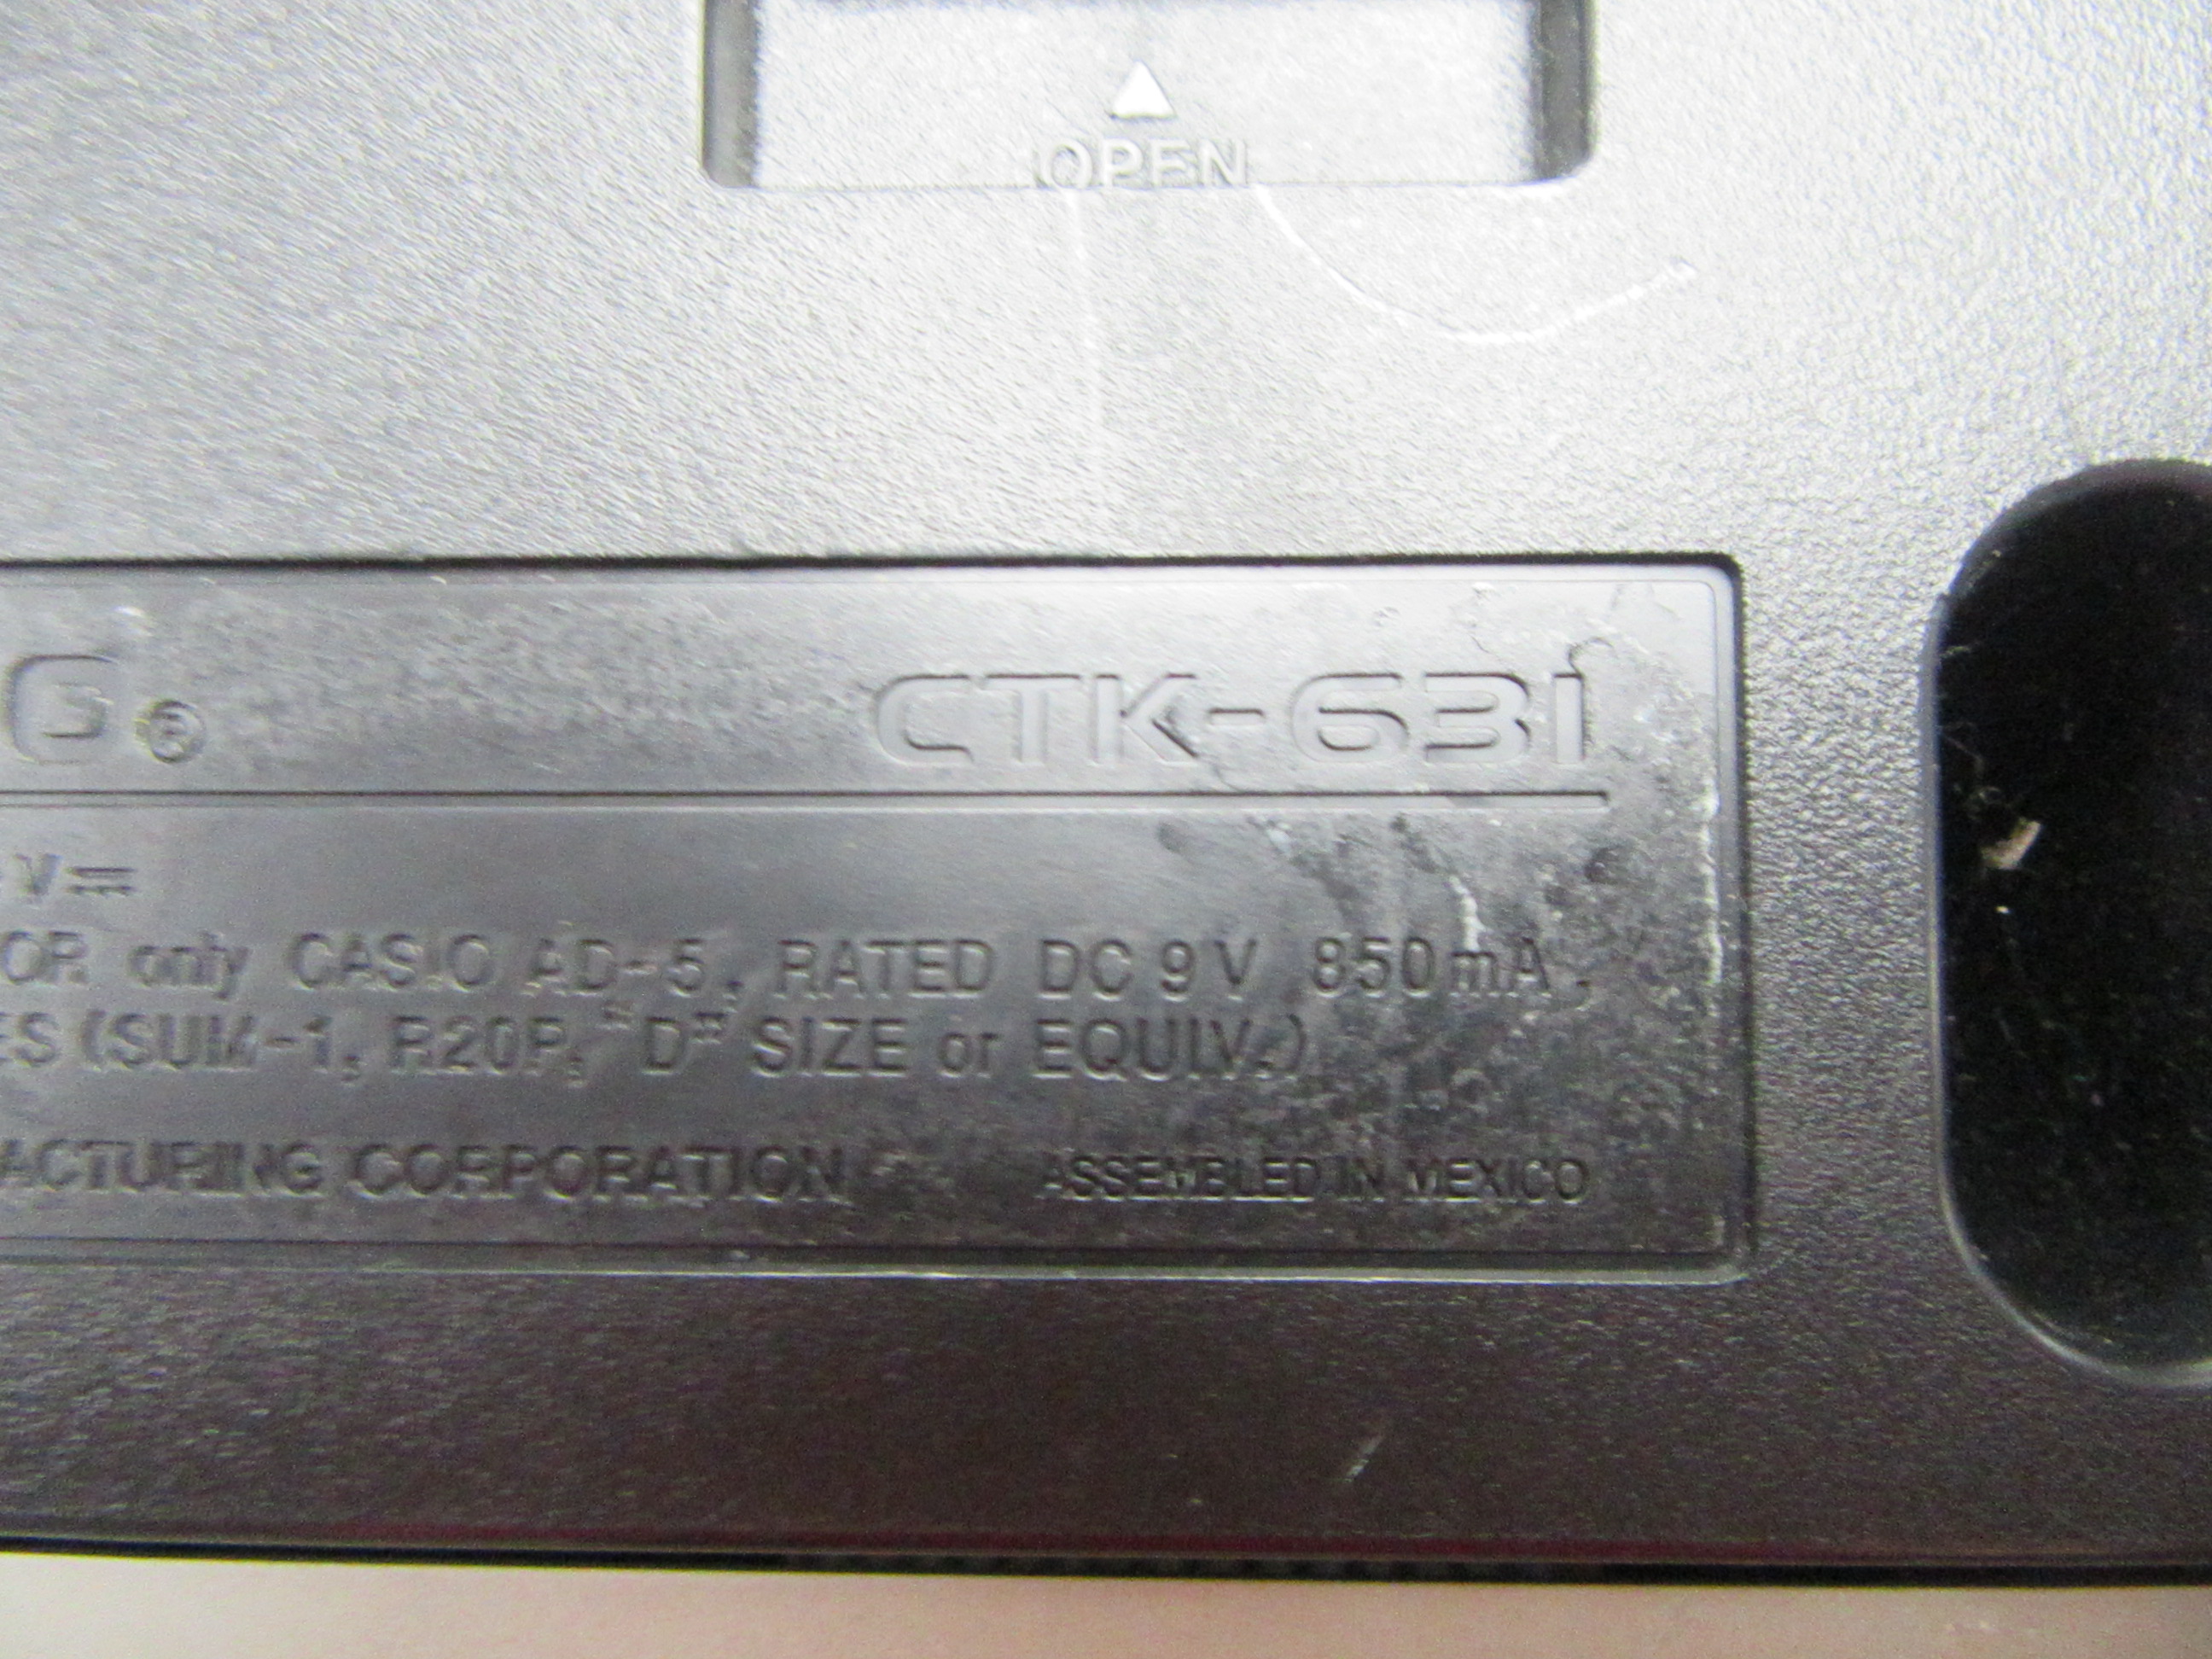 OPEN
G® CTK-631
V⎓
OR only CASIO AD-5, RATED DC 9V 850mA,
ES (SUM-1, R20P, "D" SIZE or EQUIV.)
ACTURING CORPORATION ASSEMBLED IN MEXICO